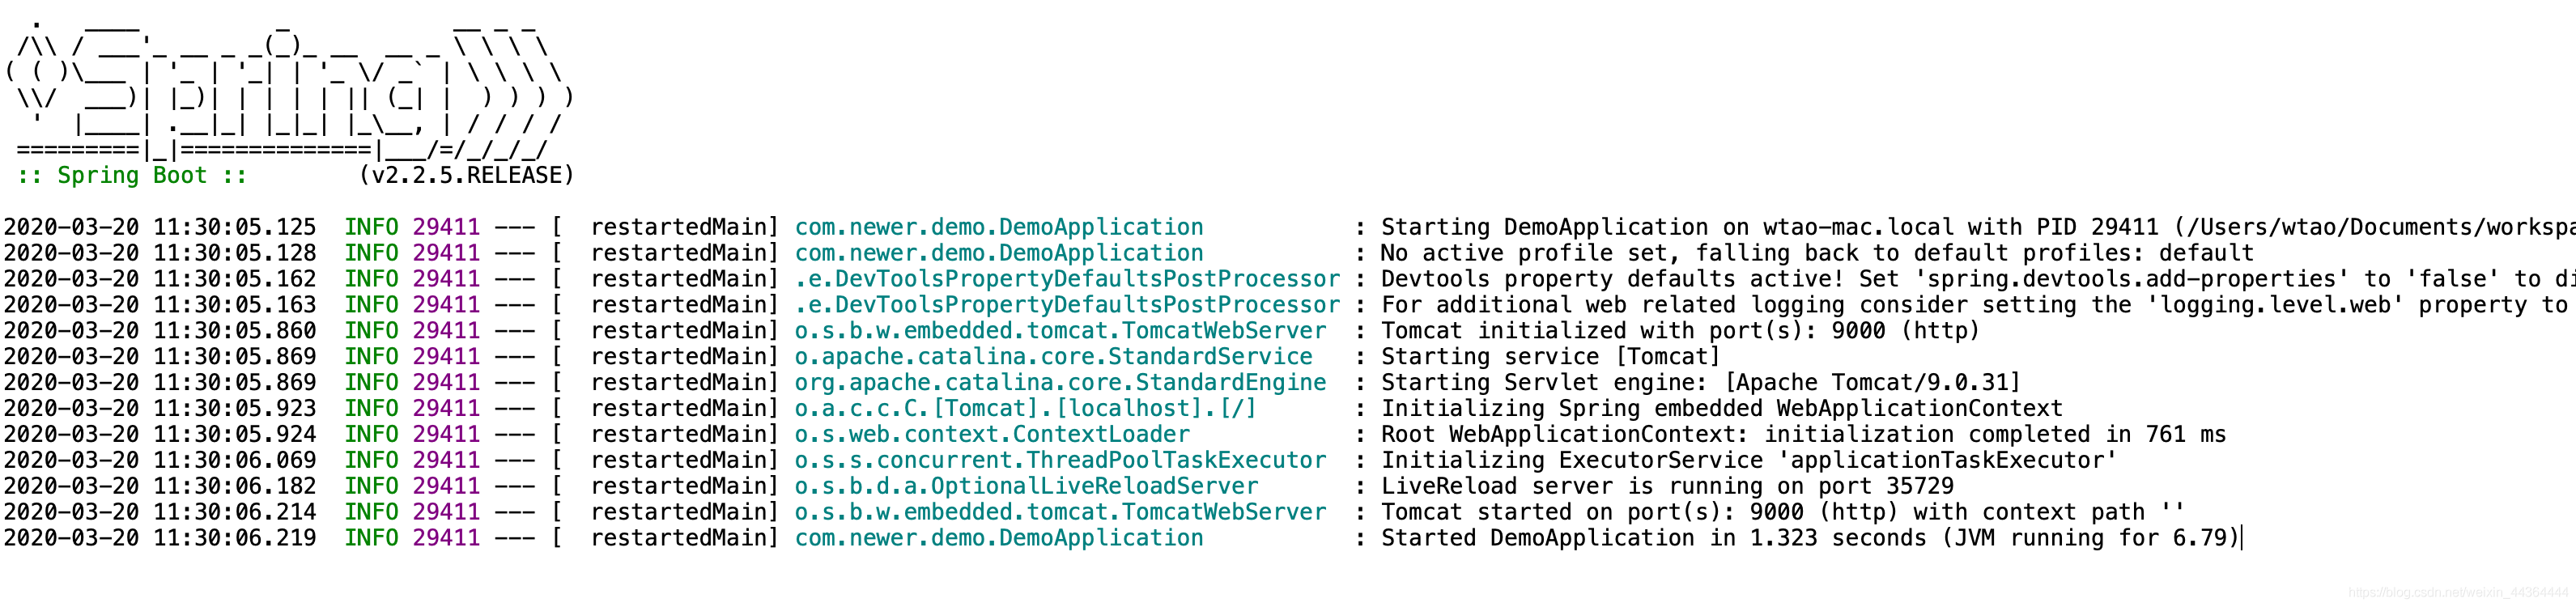 .   ____          _            __ _ _
 /\\ / ___'_ __ _ _(_)_ __  __ _ \ \ \ \
( ( )\___ | '_ | '_| | '_ \/ _` | \ \ \ \
 \\/  ___)| |_)| | | | | || (_| |  ) ) ) )
  '  |____| .__|_| |_|_| |_\__, | / / / /
 =========|_|==============|___/=/_/_/_/
 :: Spring Boot ::        (v2.2.5.RELEASE)
2020-03-20 11:30:05.125  INFO 29411 --- [  restartedMain] com.newer.demo.DemoApplication           : Starting DemoApplication on wtao-mac.local with PID 29411 (/Users/wtao/Documents/workspa
2020-03-20 11:30:05.128  INFO 29411 --- [  restartedMain] com.newer.demo.DemoApplication           : No active profile set, falling back to default profiles: default
2020-03-20 11:30:05.162  INFO 29411 --- [  restartedMain] .e.DevToolsPropertyDefaultsPostProcessor : Devtools property defaults active! Set 'spring.devtools.add-properties' to 'false' to di
2020-03-20 11:30:05.163  INFO 29411 --- [  restartedMain] .e.DevToolsPropertyDefaultsPostProcessor : For additional web related logging consider setting the 'logging.level.web' property to
2020-03-20 11:30:05.860  INFO 29411 --- [  restartedMain] o.s.b.w.embedded.tomcat.TomcatWebServer  : Tomcat initialized with port(s): 9000 (http)
2020-03-20 11:30:05.869  INFO 29411 --- [  restartedMain] o.apache.catalina.core.StandardService   : Starting service [Tomcat]
2020-03-20 11:30:05.869  INFO 29411 --- [  restartedMain] org.apache.catalina.core.StandardEngine  : Starting Servlet engine: [Apache Tomcat/9.0.31]
2020-03-20 11:30:05.923  INFO 29411 --- [  restartedMain] o.a.c.c.C.[Tomcat].[localhost].[/]       : Initializing Spring embedded WebApplicationContext
2020-03-20 11:30:05.924  INFO 29411 --- [  restartedMain] o.s.web.context.ContextLoader            : Root WebApplicationContext: initialization completed in 761 ms
2020-03-20 11:30:06.069  INFO 29411 --- [  restartedMain] o.s.s.concurrent.ThreadPoolTaskExecutor  : Initializing ExecutorService 'applicationTaskExecutor'
2020-03-20 11:30:06.182  INFO 29411 --- [  restartedMain] o.s.b.d.a.OptionalLiveReloadServer       : LiveReload server is running on port 35729
2020-03-20 11:30:06.214  INFO 29411 --- [  restartedMain] o.s.b.w.embedded.tomcat.TomcatWebServer  : Tomcat started on port(s): 9000 (http) with context path ''
2020-03-20 11:30:06.219  INFO 29411 --- [  restartedMain] com.newer.demo.DemoApplication           : Started DemoApplication in 1.323 seconds (JVM running for 6.79)
https://blog.csdn.net/weixin_44364444